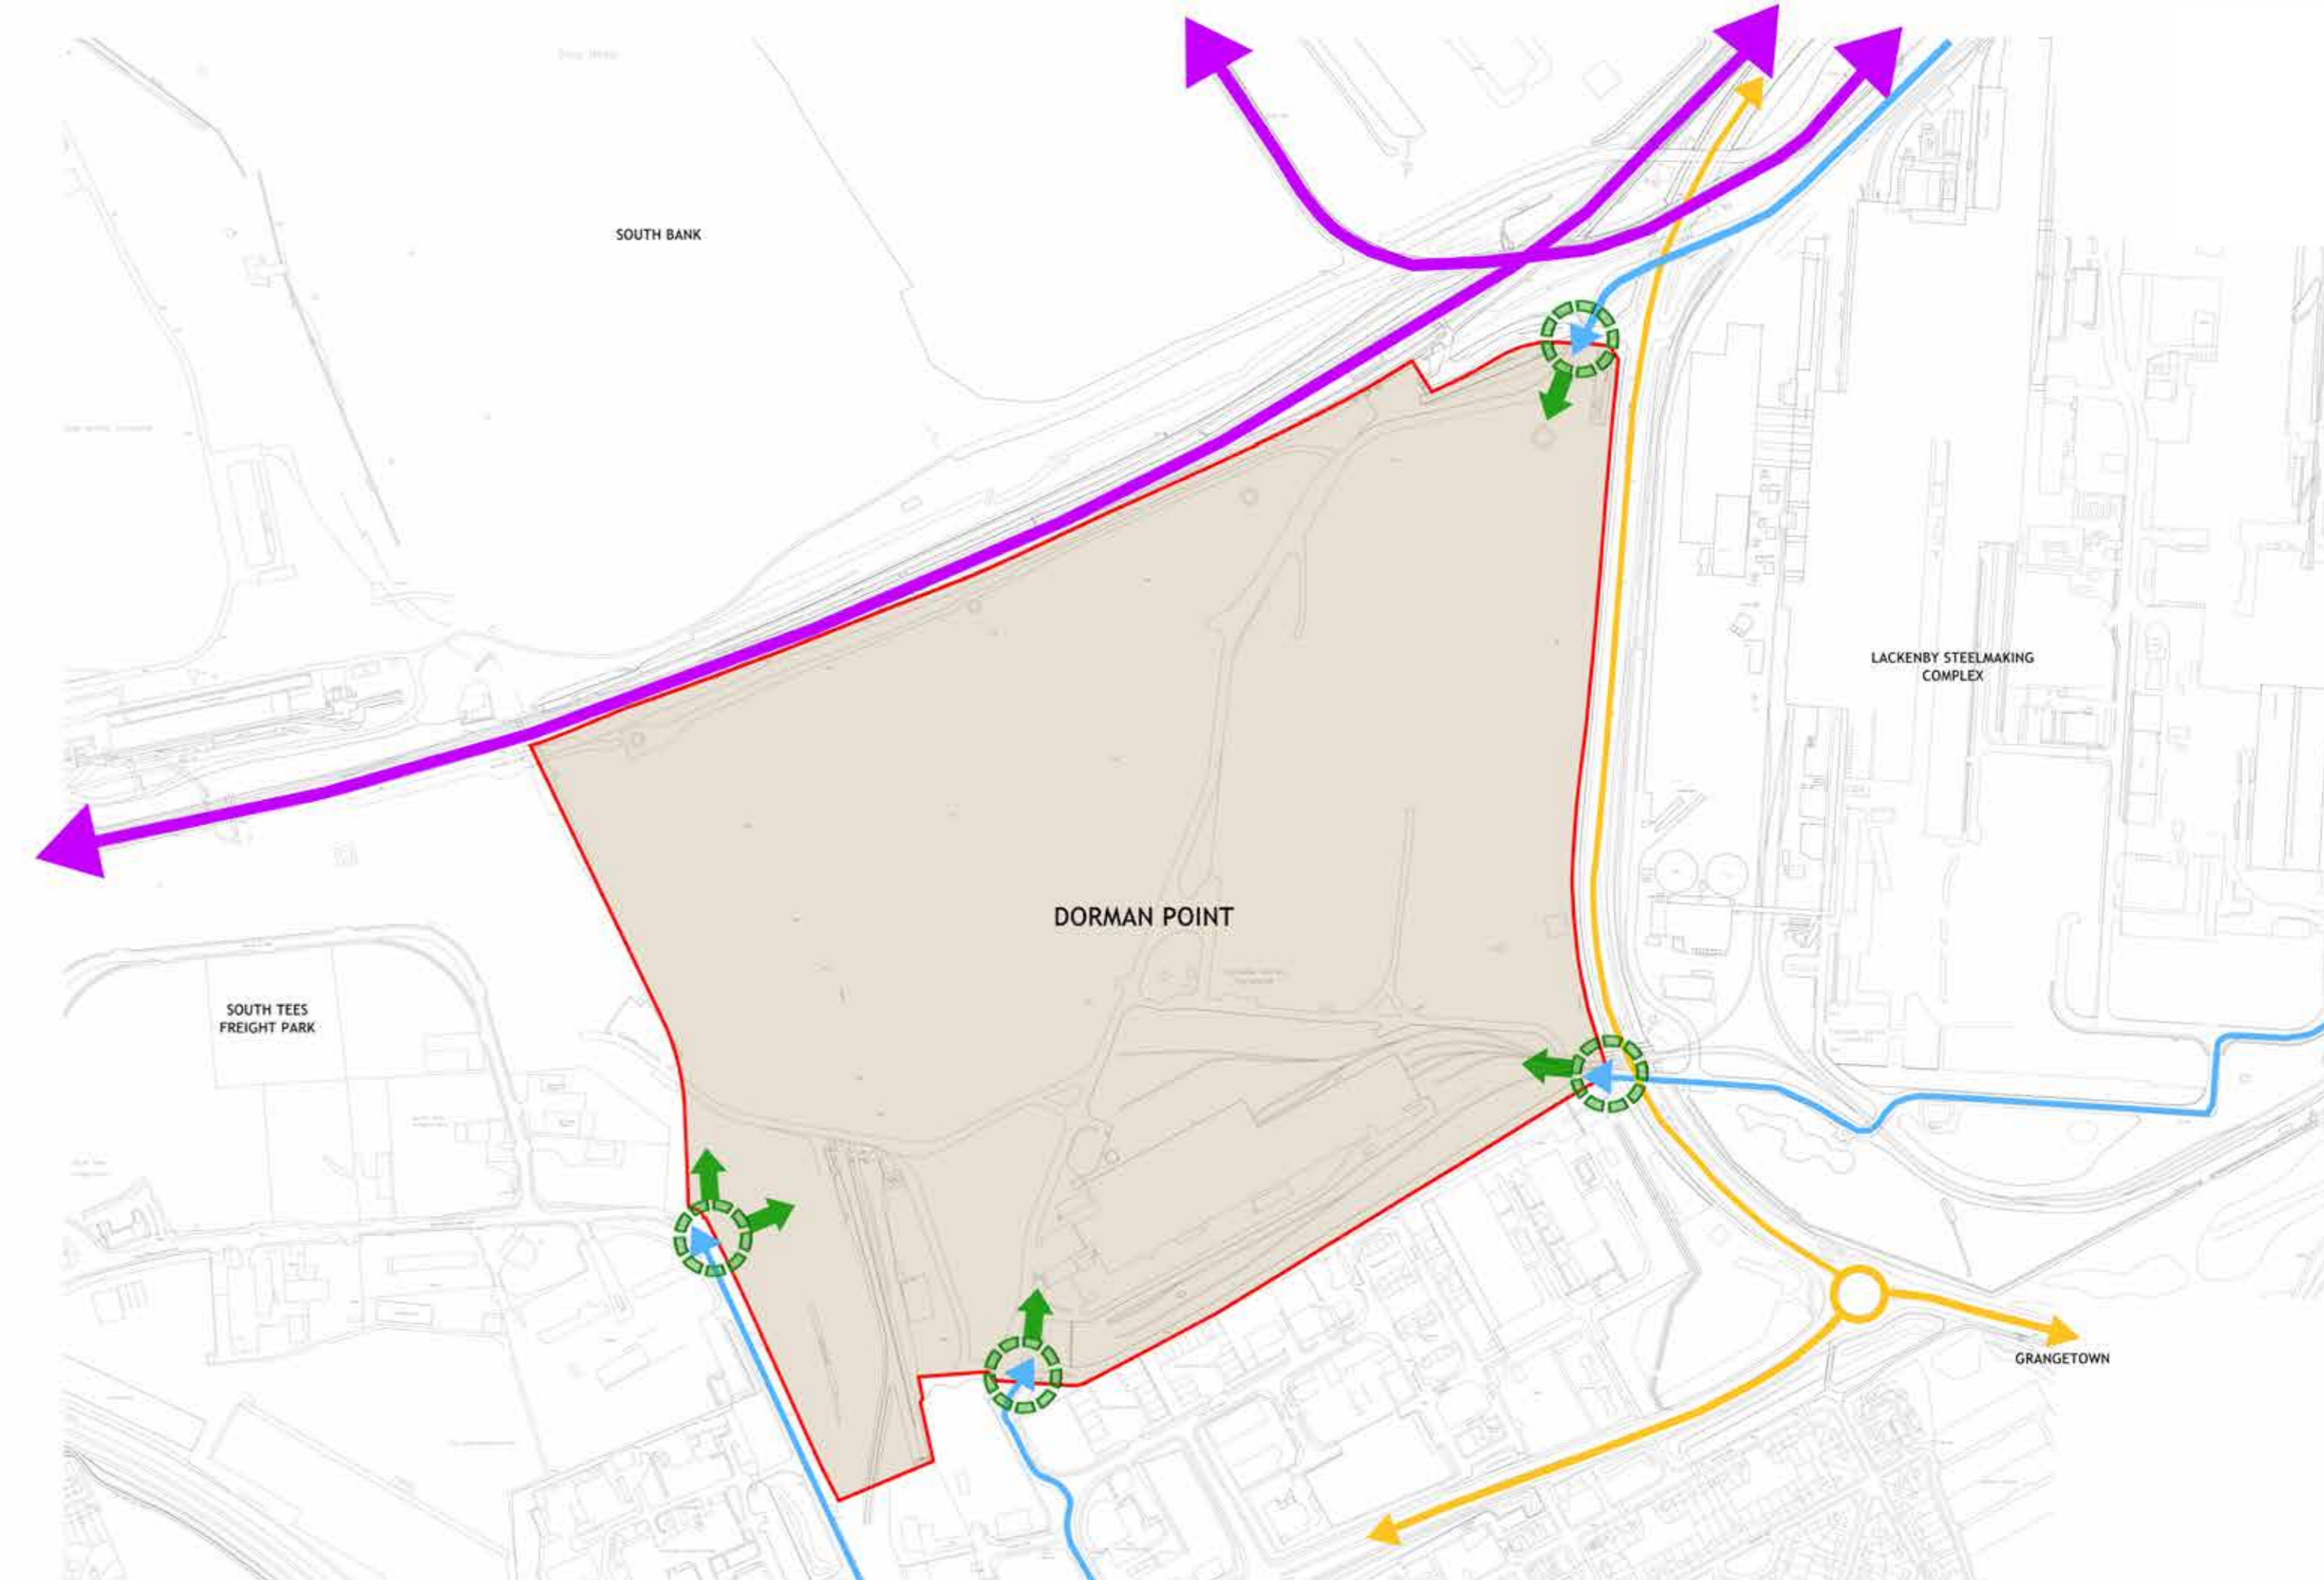 SOUTH BANK
LACKENBY STEELMAKING
COMPLEX
DORMAN POINT
SOUTH TEES
FREIGHT PARK
GRANGETOWN